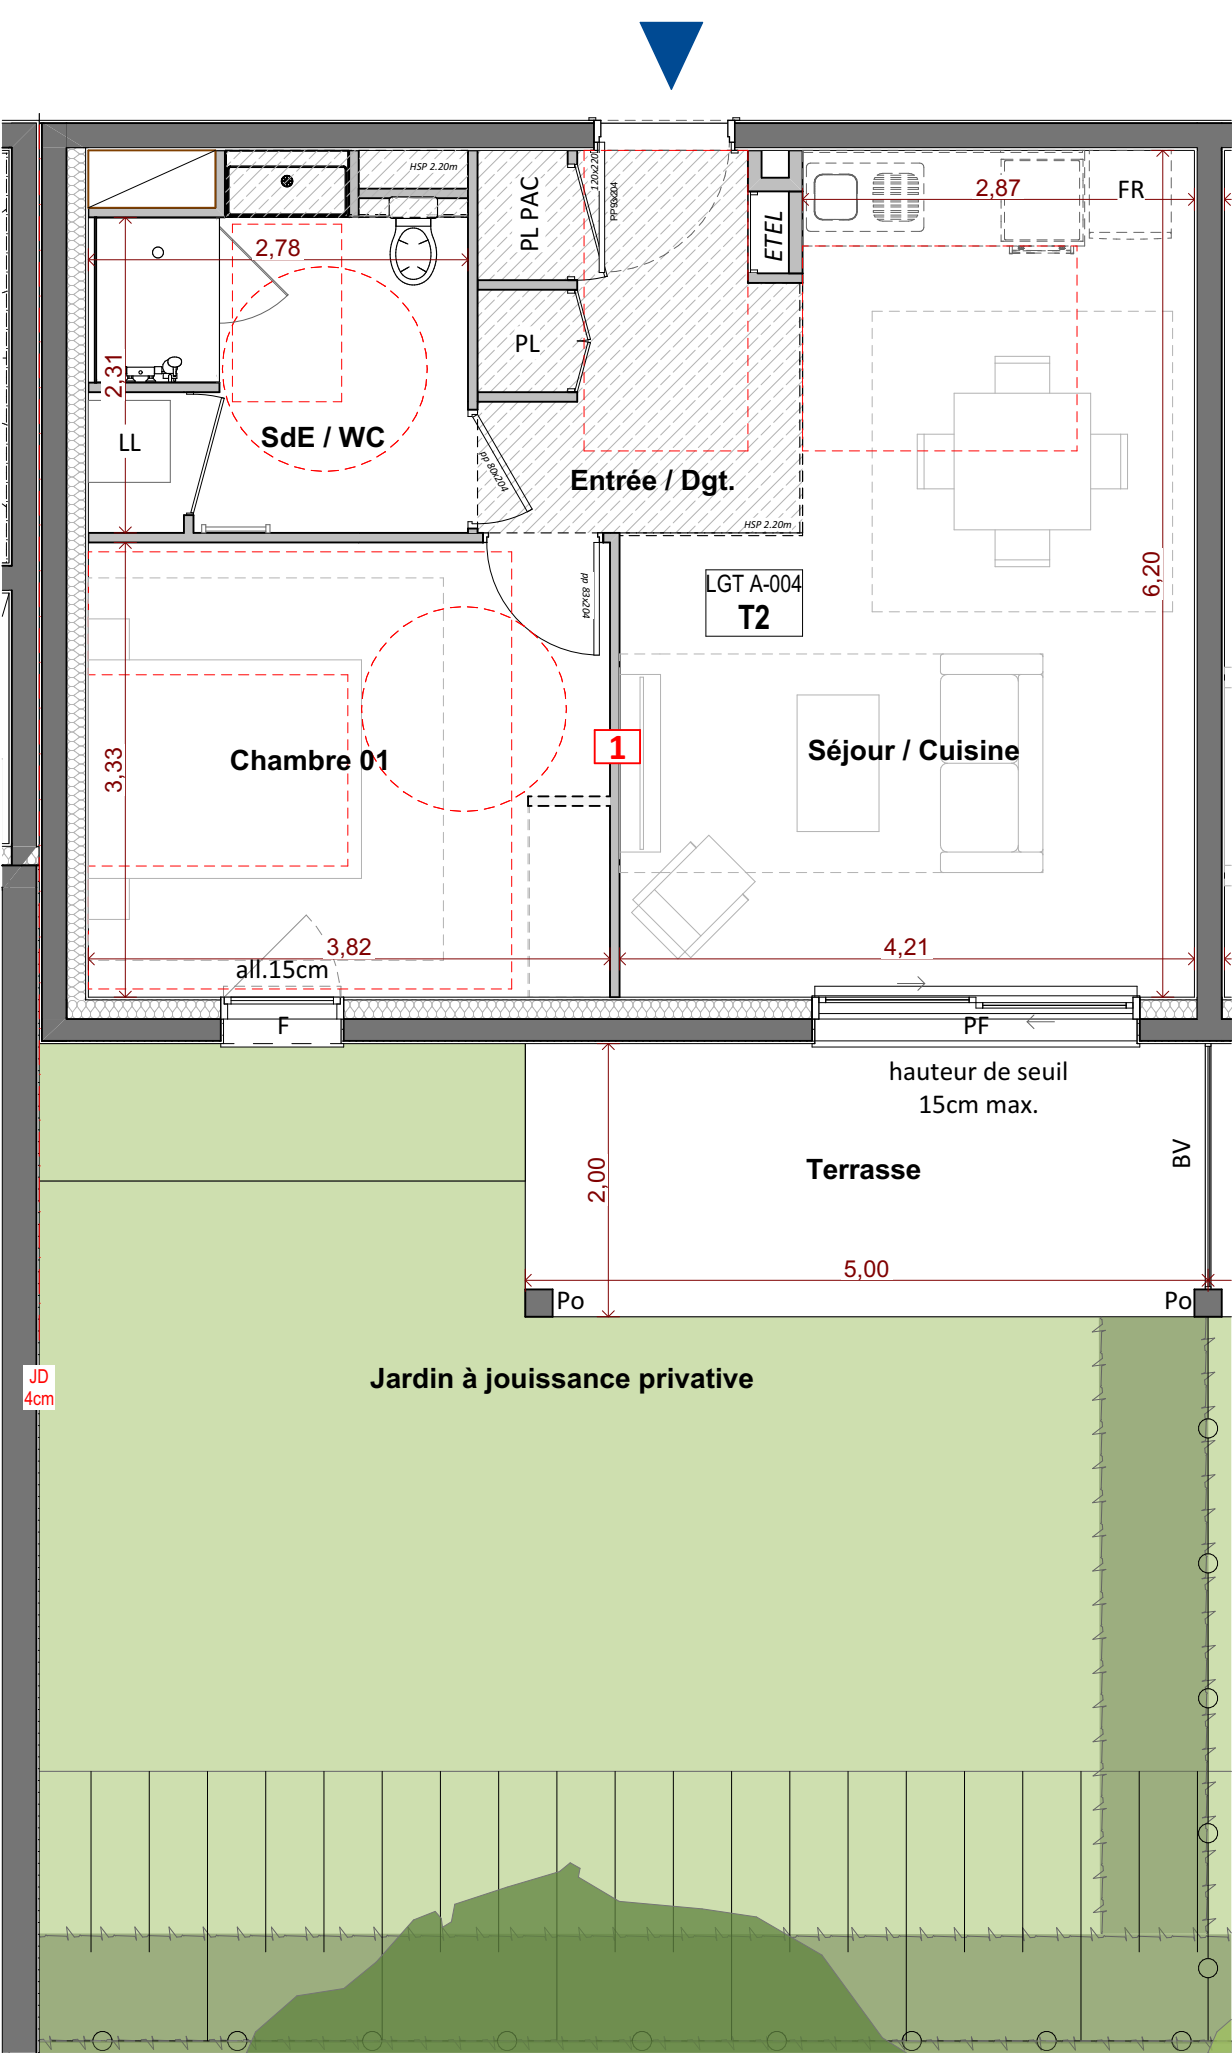 HSP 2.20m
PL PAC
120x220
PP93x204
ETEL
2,87
FR
2,78
PL
2,31
LL
SdE / WC
pp 80x204
Entrée / Dgt.
HSP 2.20m
pp 83x204
LGT A-004
T2
6,20
1
Chambre 01
3,33
Séjour / Cuisine
3,82
4,21
all.15cm
F
PF
hauteur de seuil
15cm max.
BV
Terrasse
2,00
5,00
Po
Po
JD
4cm
Jardin à jouissance privative